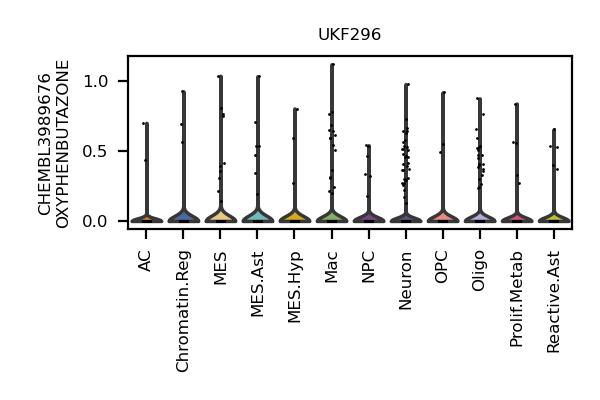 UKF296
CHEMBL3989676
OXYPHENBUTAZONE
1.0
0.5
0.0
AC
Chromatin.Reg
MES
MES.Ast
MES.Hyp
Mac
NPC
Neuron
OPC
Oligo
Prolif.Metab
Reactive.Ast